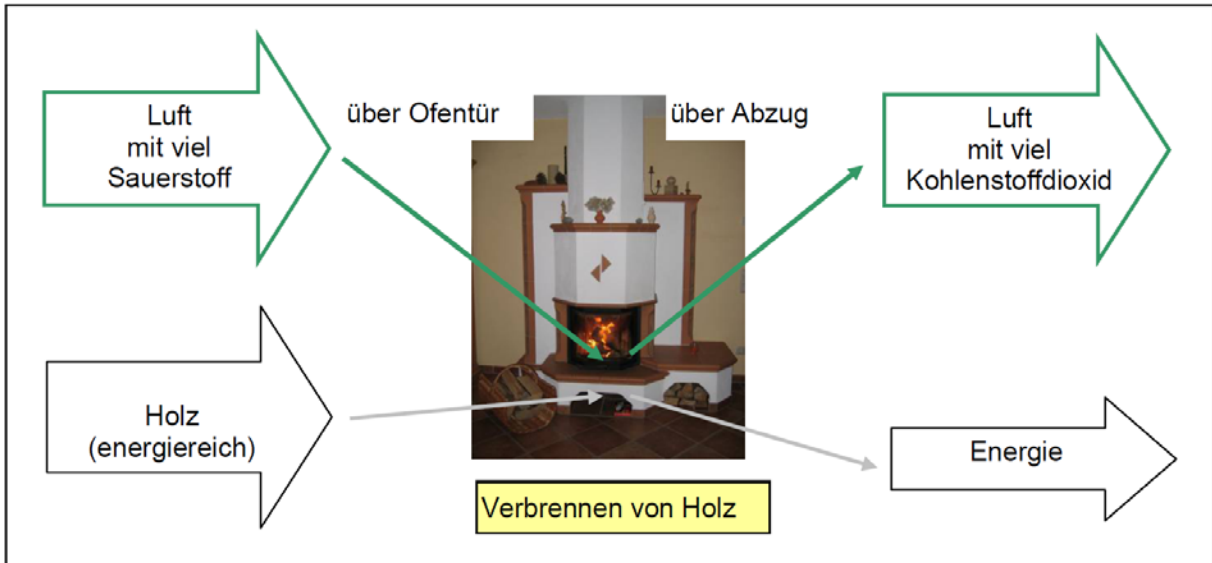 Luft
mit viel
Sauerstoff
über Ofentür
über Abzug
Luft
mit viel
Kohlenstoffdioxid
Holz
(energiereich)
Energie
Verbrennen von Holz